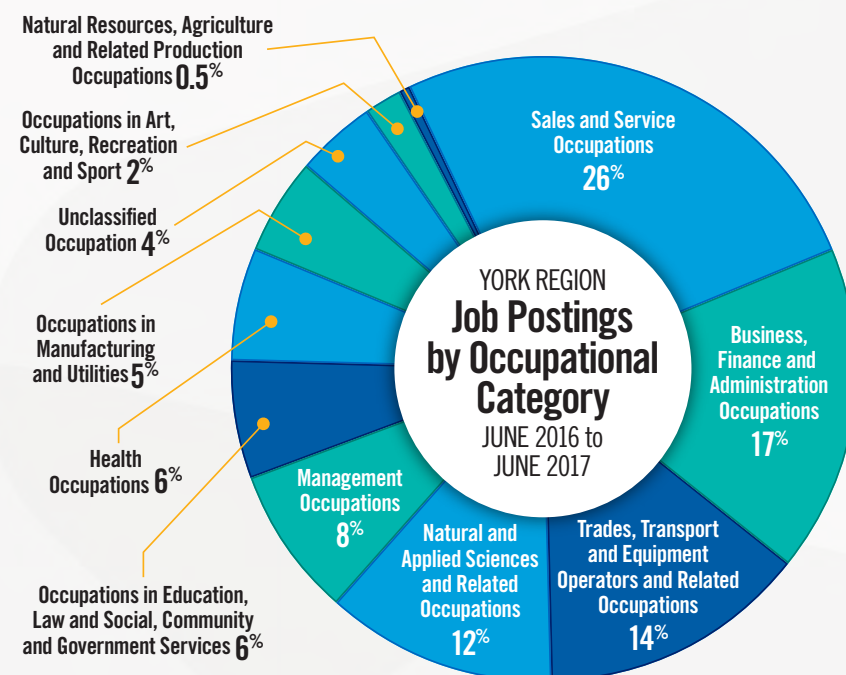 Natural Resources, Agriculture
and Related Production
Occupations 0.5%
Occupations in Art,
Culture, Recreation
and Sport 2%
Unclassified
Occupation 4%
Occupations in
Manufacturing
and Utilities 5%
Health
Occupations 6%
Occupations in Education,
Law and Social, Community
and Government Services 6%
Sales and Service
Occupations
26%
Business,
Finance and
Administration
Occupations
17%
Trades, Transport
and Equipment
Operators and Related
Occupations
14%
Natural and
Applied Sciences
and Related
Occupations
12%
Management
Occupations
8%
YORK REGION
Job Postings
by Occupational
Category
JUNE 2016 to
JUNE 2017